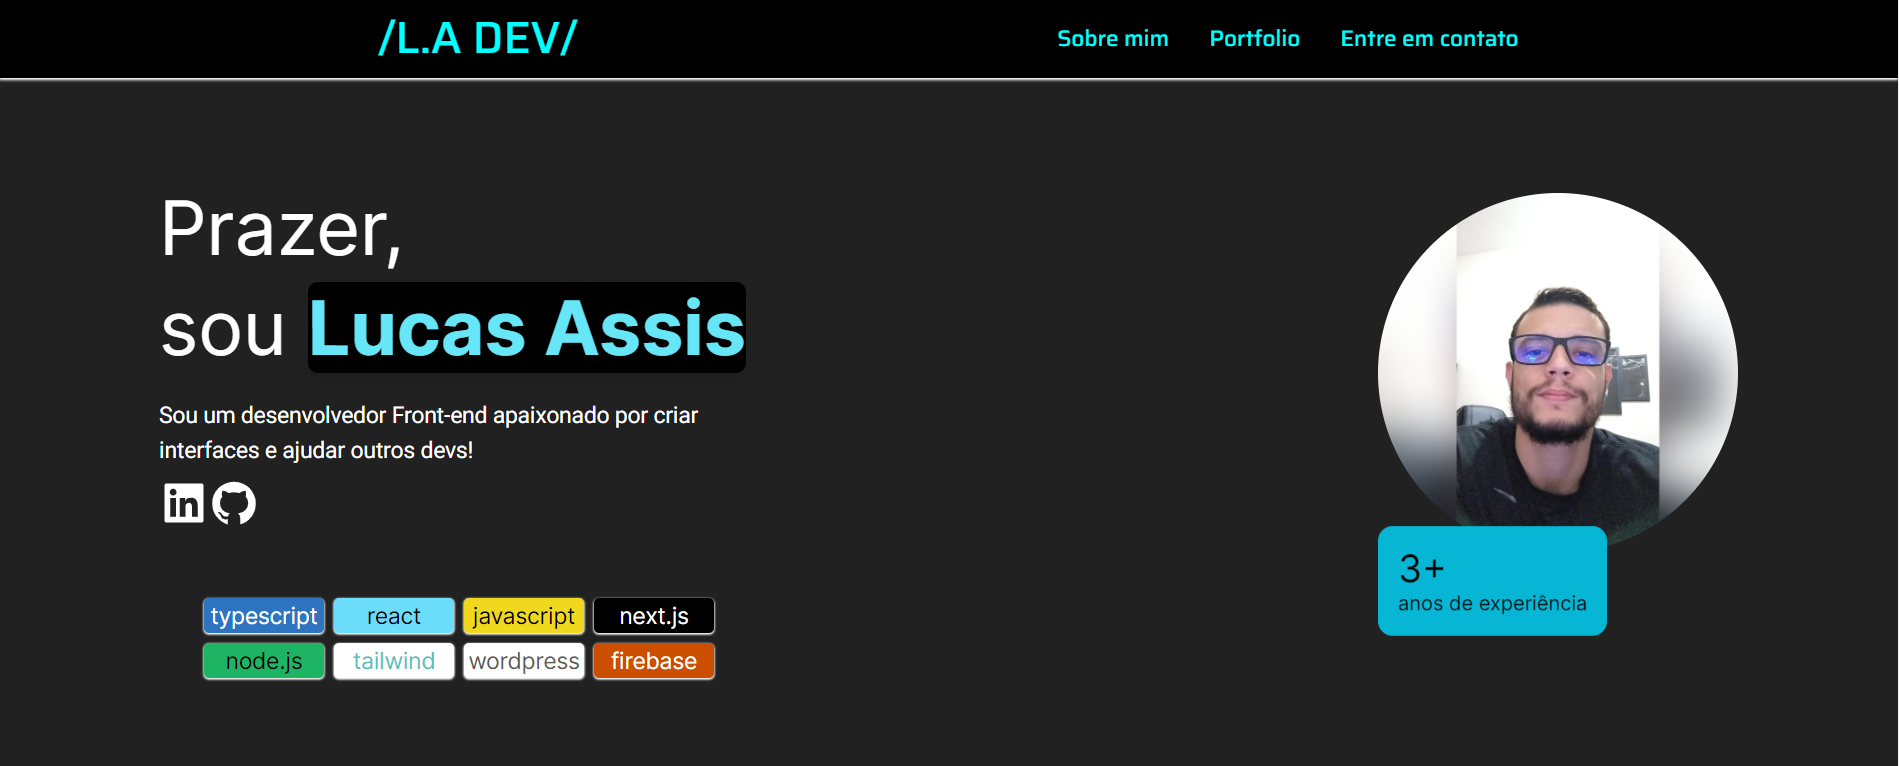 /L.A DEV/
Sobre mim
Portfolio
Entre em contato
Prazer,
sou Lucas Assis
Sou um desenvolvedor Front-end apaixonado por criar
interfaces e ajudar outros devs!
in
typescript
react
javascript
next.js
node.js
tailwind
wordpress
firebase
3+
anos de experiência